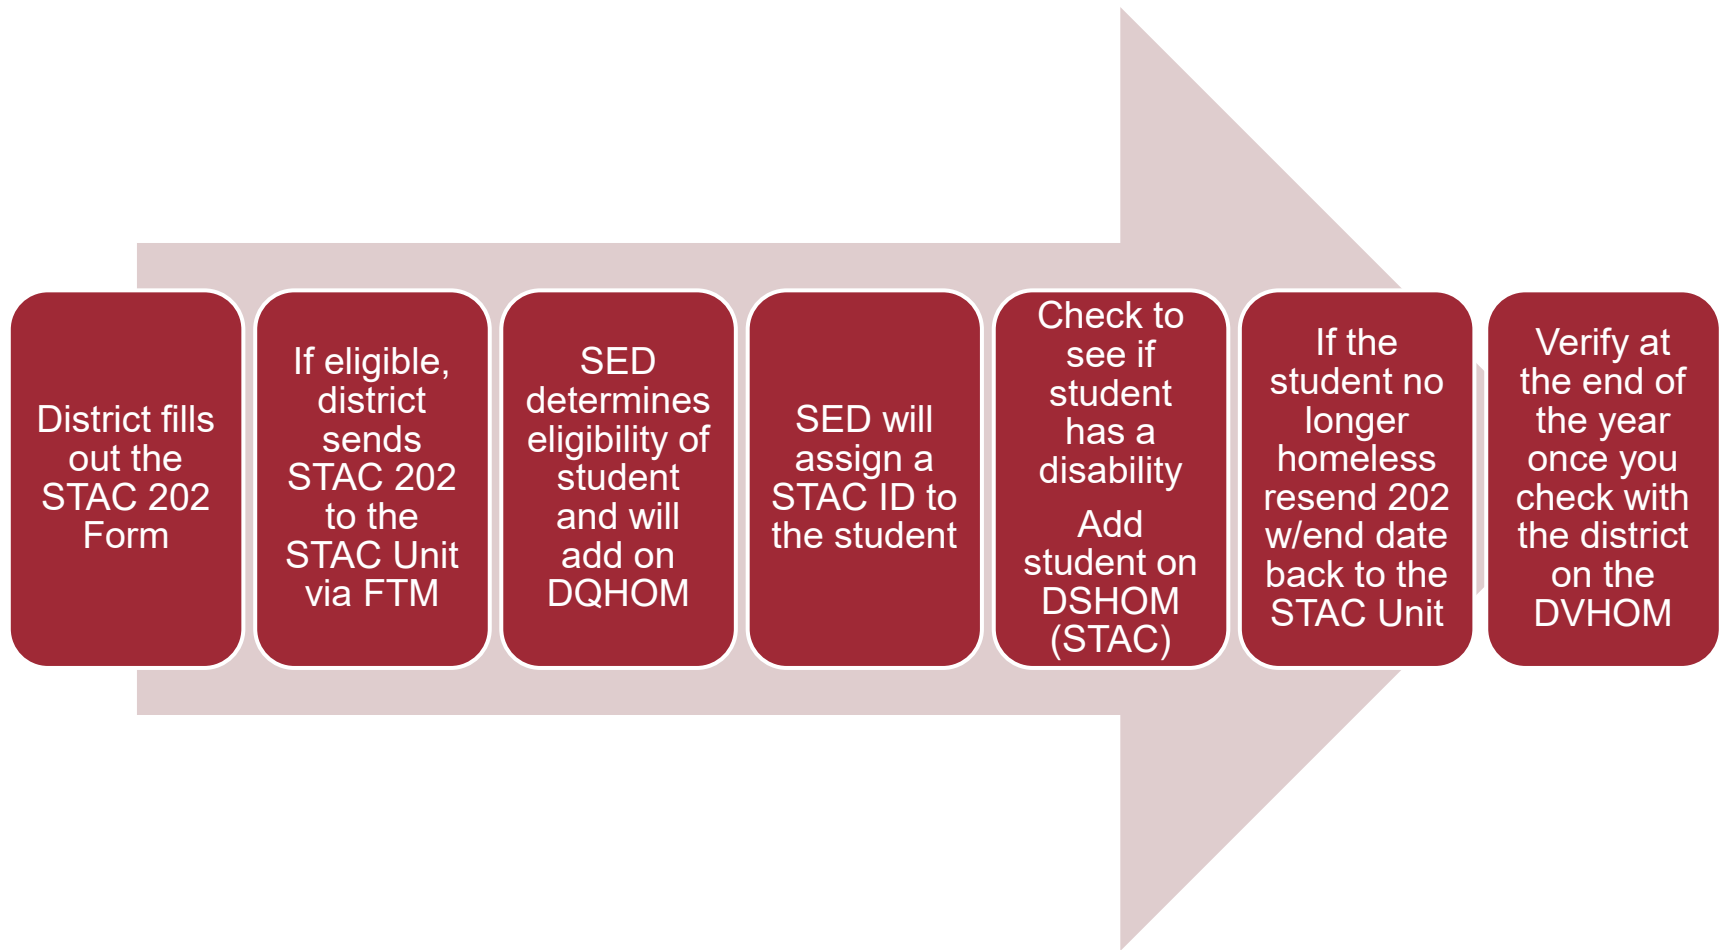 District fills
out the
STAC 202
Form
If eligible,
district
sends
STAC 202
to the
STAC Unit
via FTM
SED
determines
eligibility of
student
and will
add on
DQHOM
SED will
assign a
STAC ID to
the student
Check to
see if
student
has a
disability
Add
student on
DSHOM
(STAC)
If the
student no
longer
homeless
resend 202
w/end date
back to the
STAC Unit
Verify at
the end of
the year
once you
check with
the district
on the
DVHOM